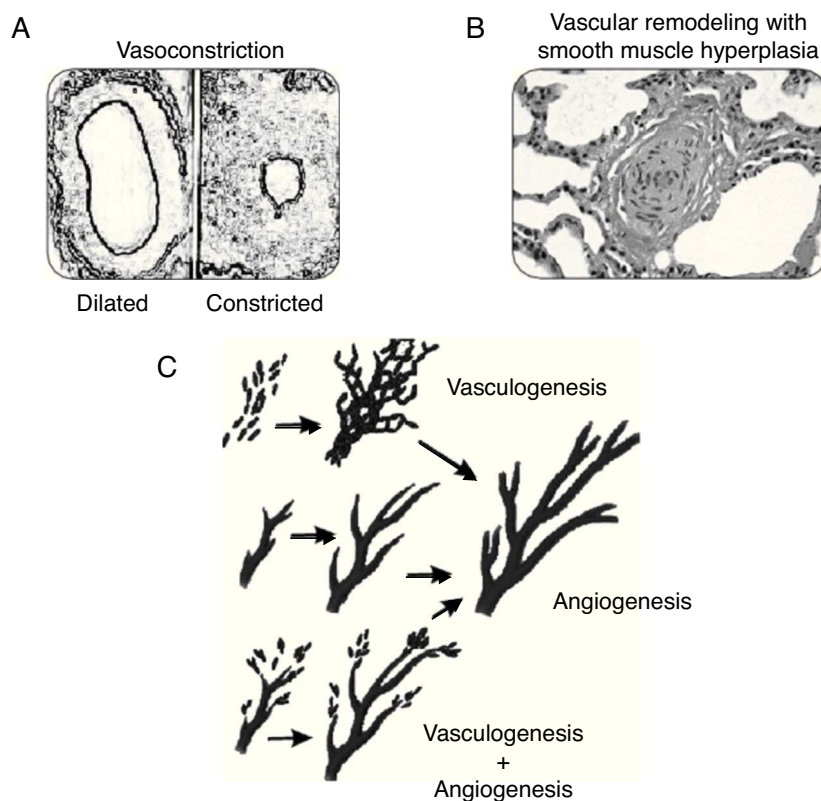 A
Vasoconstriction
Dilated
Constricted
B
Vascular remodeling with
smooth muscle hyperplasia
C
Vasculogenesis
Angiogenesis
Vasculogenesis
+
Angiogenesis